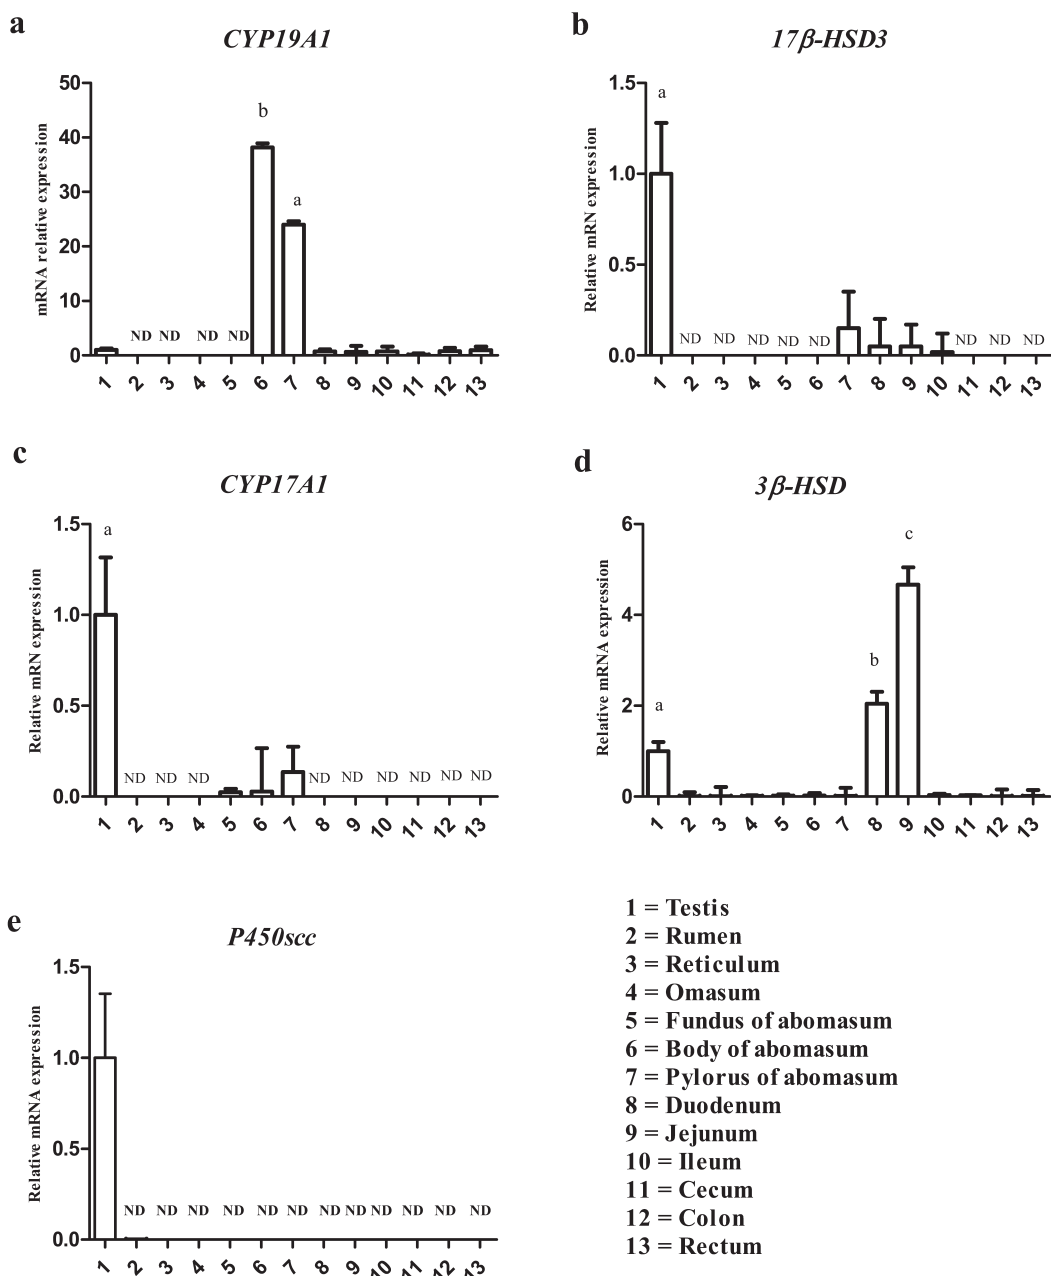 a
CYP19A1
mRNA relative expression
50
40
30
20
10
0
b
a
ND ND ND ND
1 2 3 4 5 6 7 8 9 10 11 12 13
b
17β-HSD3
Relative mRN expression
1.5
1.0
0.5
0.0
a
ND ND ND ND ND ND ND ND
1 2 3 4 5 6 7 8 9 10 11 12 13
c
CYP17A1
Relative mRN expression
1.5
1.0
0.5
0.0
a
ND ND ND ND ND ND ND ND ND
1 2 3 4 5 6 7 8 9 10 11 12 13
d
3β-HSD
Relative mRNA expression
6
4
2
0
a
b
c
1 2 3 4 5 6 7 8 9 10 11 12 13
e
P450scc
Relative mRNA expression
1.5
1.0
0.5
0.0
ND ND ND ND ND ND ND ND ND ND ND ND
1 2 3 4 5 6 7 8 9 10 11 12 13
1 = Testis
2 = Rumen
3 = Reticulum
4 = Omasum
5 = Fundus of abomasum
6 = Body of abomasum
7 = Pylorus of abomasum
8 = Duodenum
9 = Jejunum
10 = Ileum
11 = Cecum
12 = Colon
13 = Rectum